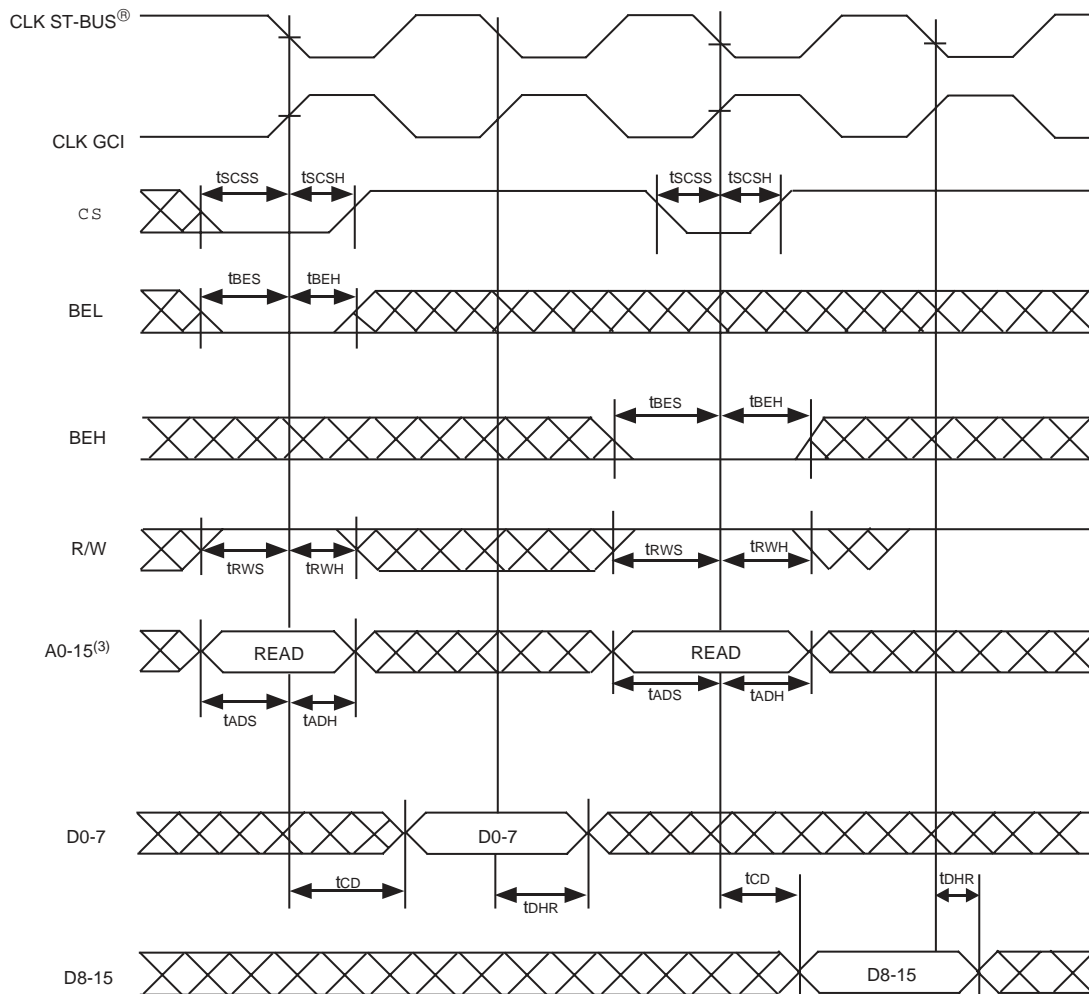 CLK ST-BUS®
CLK GCI
tSCSS tSCSH tSCSS tSCSH
CS
tBES tBEH
BEL
tBES tBEH
BEH
R/W
tRWS tRWH tRWS tRWH
A0-15(3) READ READ
tADS tADH tADS tADH
D0-7 D0-7
tCD tDHR tCD tDHR
D8-15 D8-15